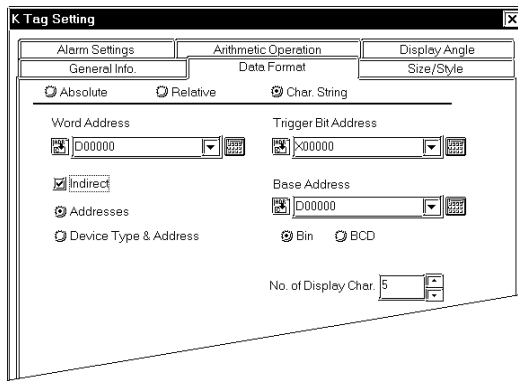 K Tag Setting
Alarm Settings Arithmetic Operation Display Angle
General Info. Data Format Size/Style
Absolute Relative Char. String
Word Address Trigger Bit Address
D00000 X00000
Indirect Base Address
Addresses D00000
Device Type & Address Bin BCD
No. of Display Char. 5